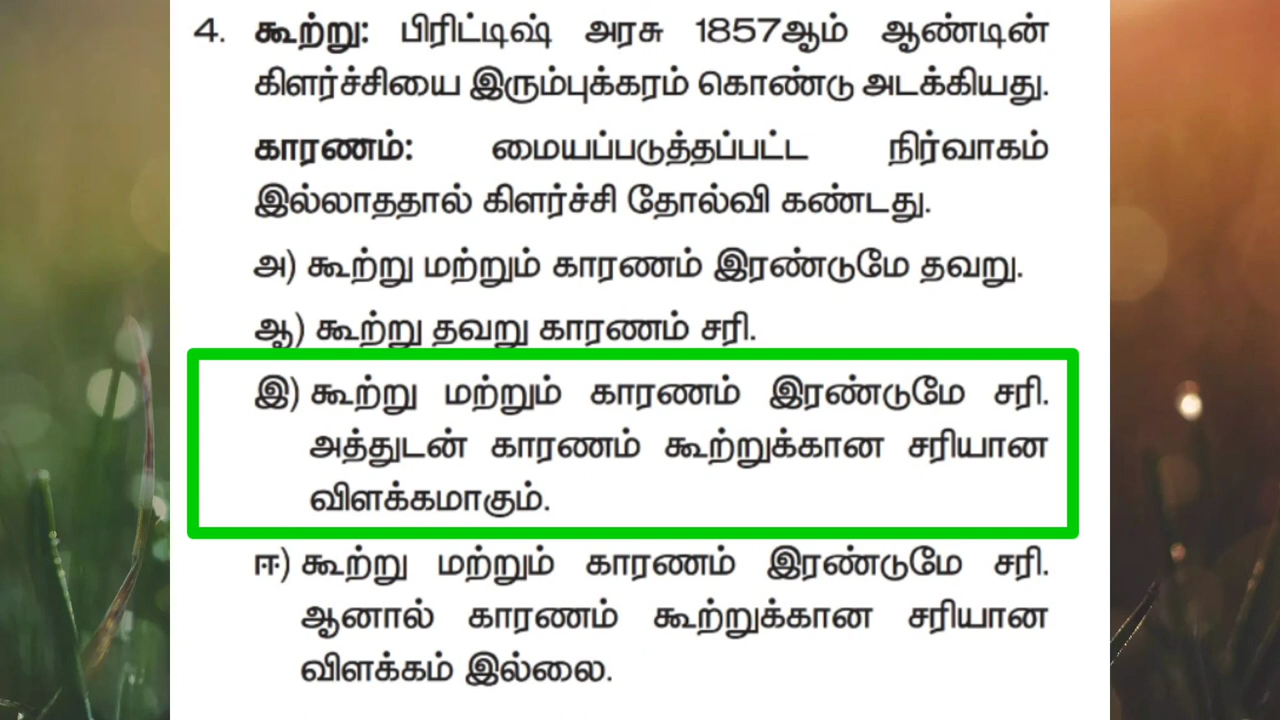 4. கூற்று: பிரிட்டிஷ் அரசு 1857ஆம் ஆண்டின்
கிளர்ச்சியை இரும்புக்கரம் கொண்டு அடக்கியது.
காரணம்: மையப்படுத்தப்பட்ட நிர்வாகம்
இல்லாததால் கிளர்ச்சி தோல்வி கண்டது.
அ) கூற்று மற்றும் காரணம் இரண்டுமே தவறு.
ஆ) கூற்று தவறு காரணம் சரி.
இ) கூற்று மற்றும் காரணம் இரண்டுமே சரி.
அத்துடன் காரணம் கூற்றுக்கான சரியான
விளக்கமாகும்.
ஈ) கூற்று மற்றும் காரணம் இரண்டுமே சரி.
ஆனால் காரணம் கூற்றுக்கான சரியான
விளக்கம் இல்லை.